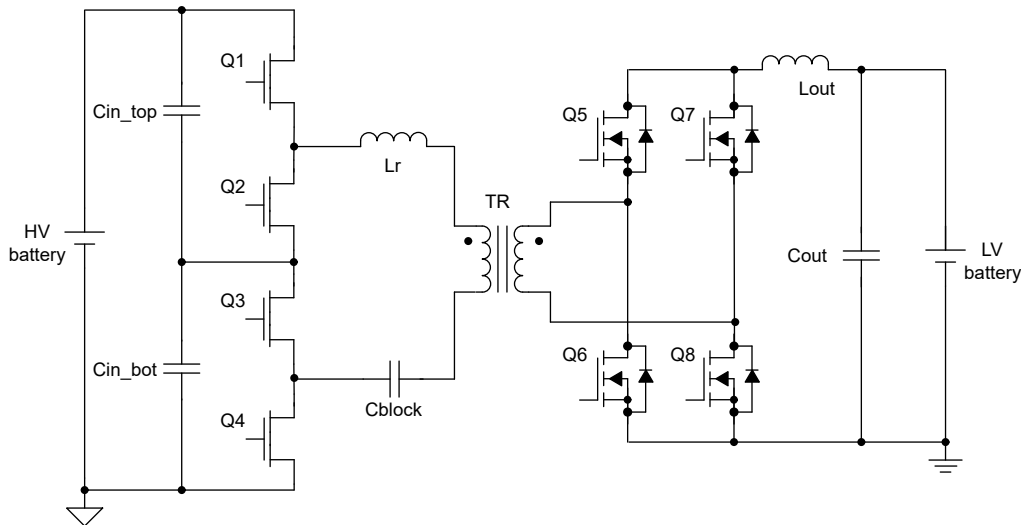 Q1
Cin_top
Lr
Q2
HV
battery
Q3
Cin_bot
Cblock
Q4
TR
Q5
Q7
Lout
Cout
LV
battery
Q6
Q8